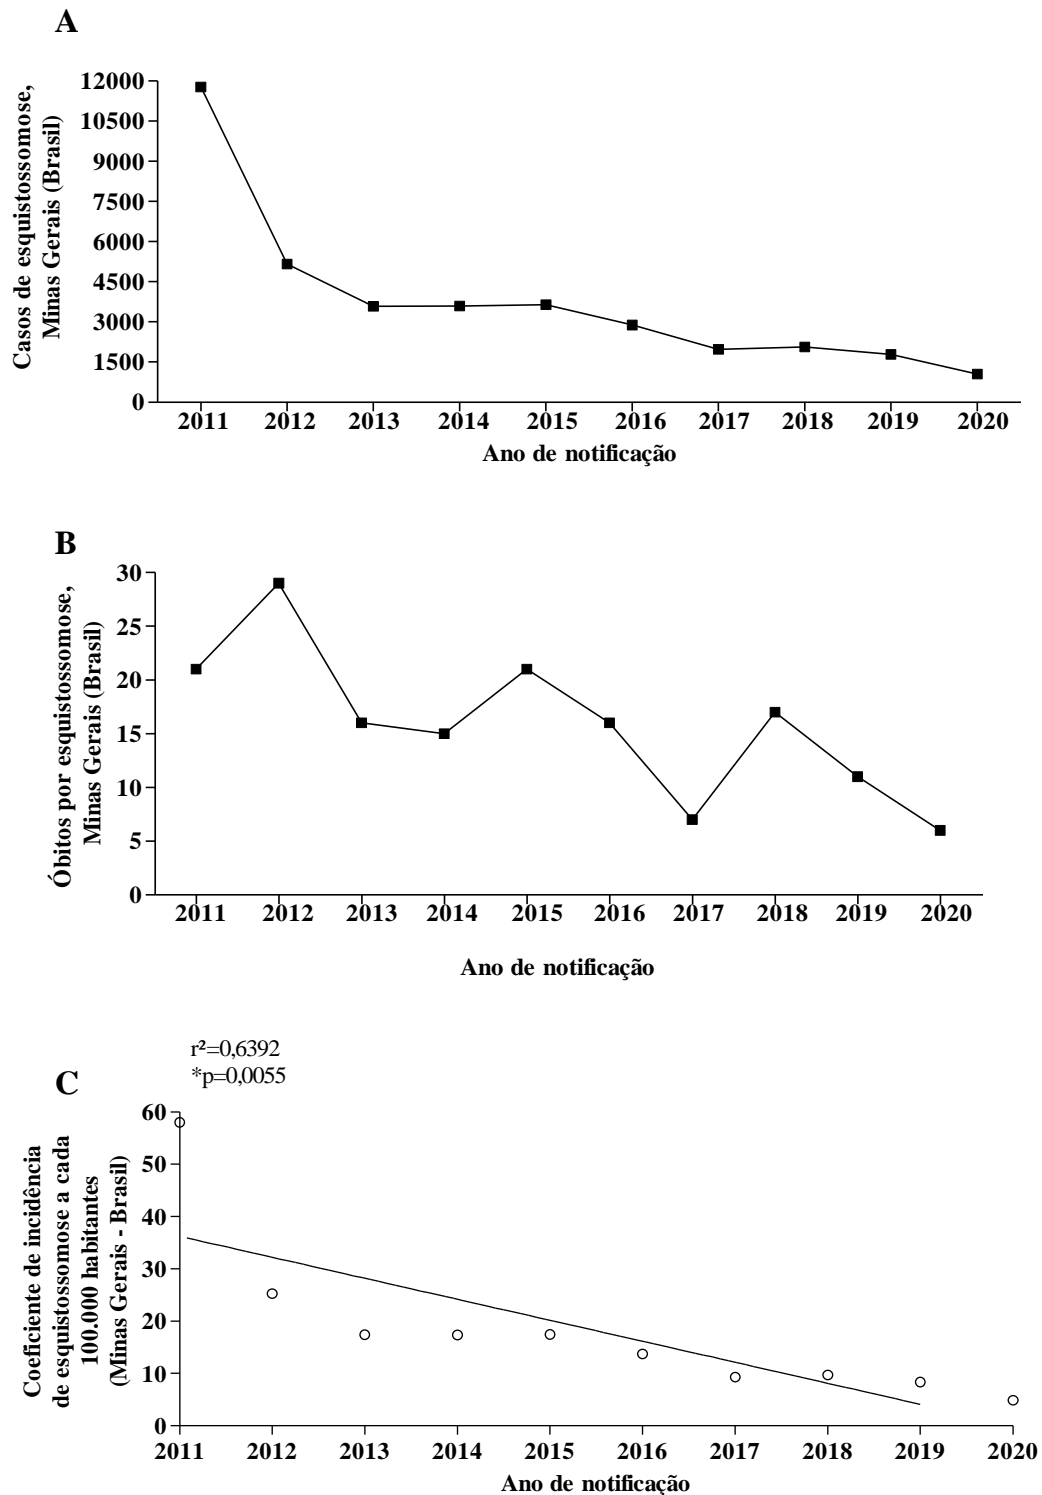 A
Casos de esquistossomose,
Minas Gerais (Brasil)
12000
10500
9000
7500
6000
4500
3000
1500
0
2011 2012 2013 2014 2015 2016 2017 2018 2019 2020
Ano de notificação
B
Óbitos por esquistossomose,
Minas Gerais (Brasil)
30
25
20
15
10
5
0
2011 2012 2013 2014 2015 2016 2017 2018 2019 2020
Ano de notificação
r²=0,6392
*p=0,0055
C
Coeficiente de incidência
de esquistossomose a cada
100.000 habitantes
(Minas Gerais - Brasil)
60
50
40
30
20
10
0
2011 2012 2013 2014 2015 2016 2017 2018 2019 2020
Ano de notificação